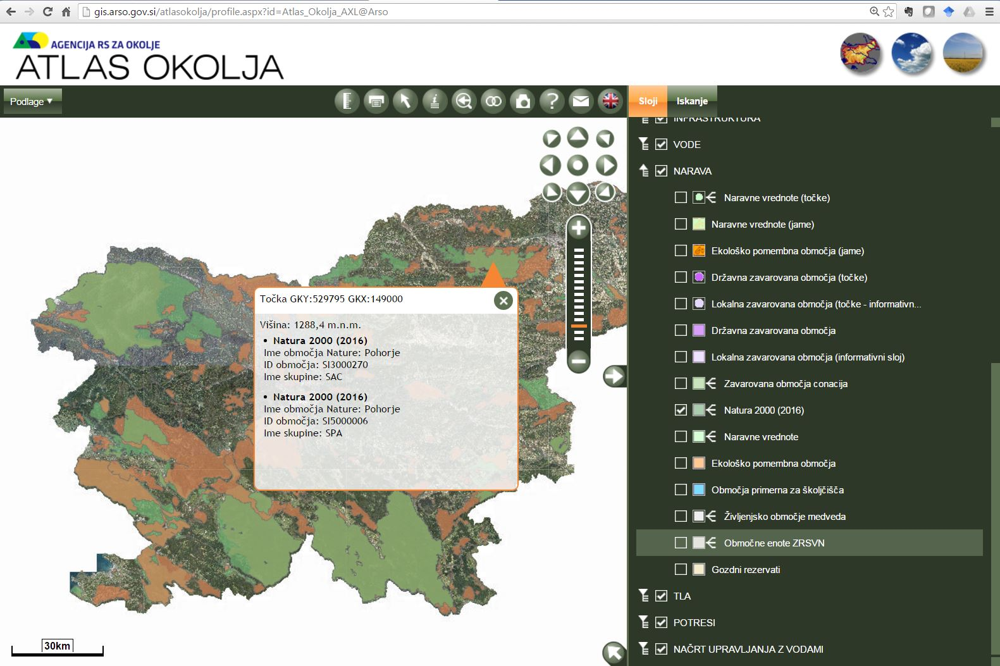 gis.arso.gov.si/atlasokolja/profile.aspx?id=Atlas_Okolja_AXL@Arso
AGENCIJA RS ZA OKOLJE
ATLAS OKOLJA
Podlage
Sloji
Iskanje
INFRASTRUKTURA
VODE
NARAVA
Naravne vrednote (točke)
Naravne vrednote (jame)
Ekološko pomembna območja (jame)
Državna zavarovana območja (točke)
Lokalna zavarovana območja (točke - informativn...
Državna zavarovana območja
Lokalna zavarovana območja (informativni sloj)
Zavarovana območja conacija
Natura 2000 (2016)
Naravne vrednote
Ekološko pomembna območja
Območja primerna za školjčišča
Življenjsko območje medveda
Območne enote ZRSVN
Gozdni rezervati
TLA
POTRESI
NAČRT UPRAVLJANJA Z VODAMI
Točka GKY:529795 GKX:149000
Višina: 1288,4 m.n.m.
• Natura 2000 (2016)
Ime območja Nature: Pohorje
ID območja: SI3000270
Ime skupine: SAC
• Natura 2000 (2016)
Ime območja Nature: Pohorje
ID območja: SI5000006
Ime skupine: SPA
30km